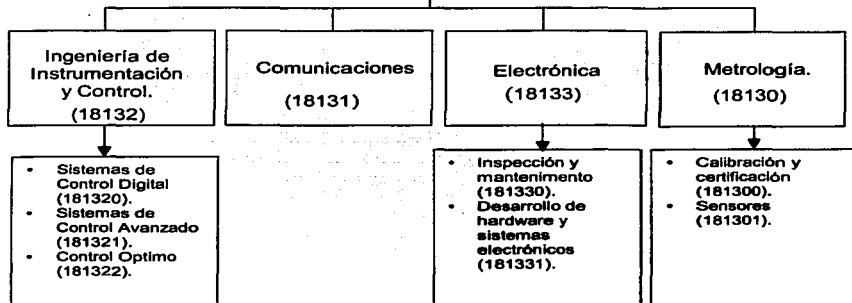 Ingeniería de
Instrumentación
y Control.
(18132)
Comunicaciones
(18131)
Electrónica
(18133)
Metrología.
(18130)
• Sistemas de
Control Digital
(181320).
• Sistemas de
Control Avanzado
(181321).
• Control Optimo
(181322).
• Inspección y
mantenimento
(181330).
• Desarrollo de
hardware y
sistemas
electrónicos
(181331).
• Calibración y
certificación
(181300).
• Sensores
(181301).